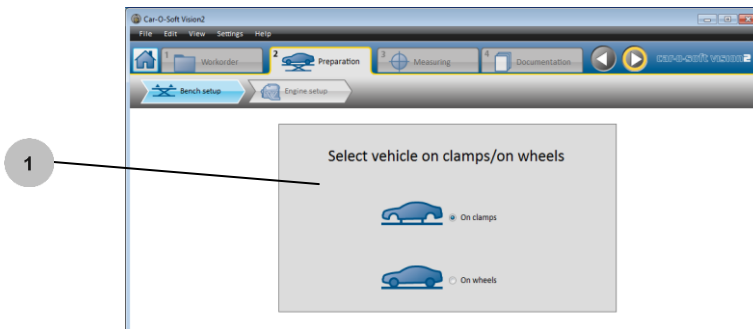 Car-O-Soft Vision2
File Edit View Settings Help
1 Workorder 2 Preparation 3 Measuring 4 Documentation car-o-soft vision2
Bench setup Engine setup
Select vehicle on clamps/on wheels
1
On clamps
On wheels